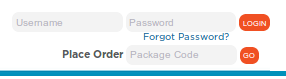 Username Password LOGIN
Forgot Password?
Place Order Package Code GO